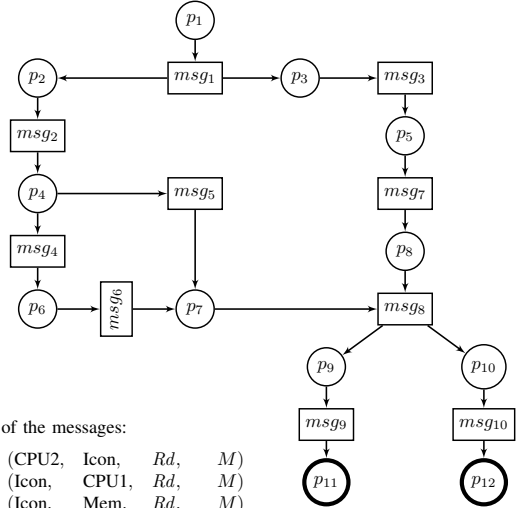 p1
p2
msg1
p3
msg3
msg2
p5
p4
msg5
msg7
msg4
p8
p6
msg6
p7
msg8
p9
p10
of the messages:
msg9
msg10
(CPU2, Icon, Rd, M)
(Icon, CPU1, Rd, M)
p11
p12
(Icon, Mem, Rd, M)